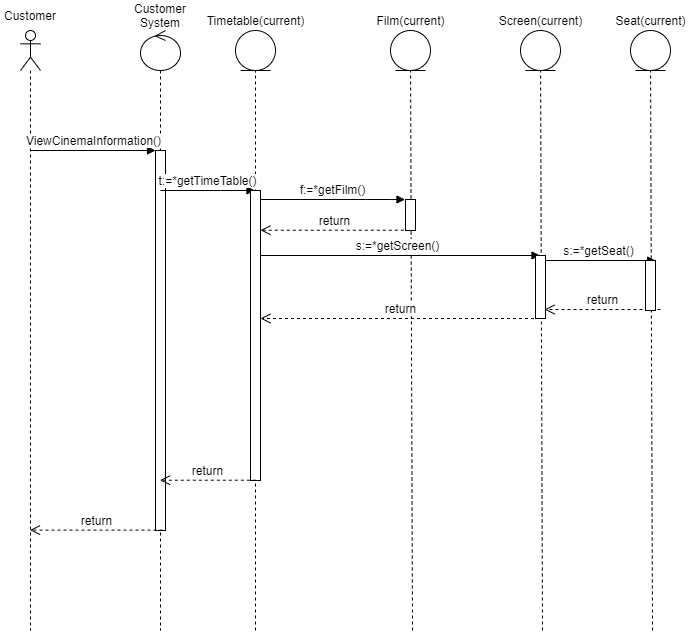 Customer
Customer
System
Timetable(current)
Film(current)
Screen(current)
Seat(current)
ViewCinemaInformation()
t:=*getTimeTable()
f:=*getFilm()
return
s:=*getScreen()
s:=*getSeat()
return
return
return
return